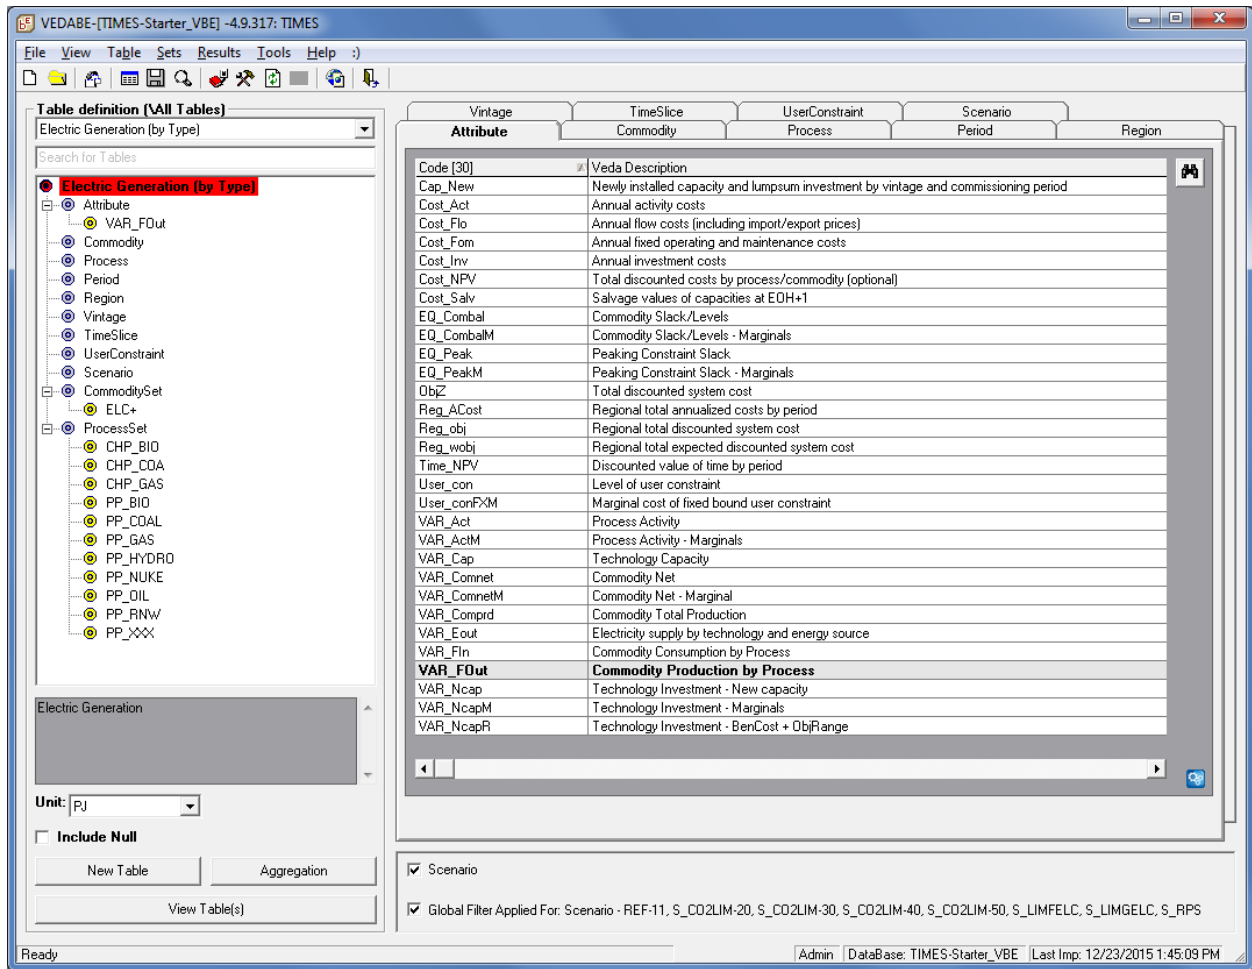 VEDABE-[TIMES-Starter_VBE] -4.9.317: TIMES
File View Table Sets Results Tools Help :)
Table definition (\All Tables)
Electric Generation (by Type)
Search for Tables
Electric Generation (by Type)
Attribute
VAR_FOut
Commodity
Process
Period
Region
Vintage
TimeSlice
UserConstraint
Scenario
CommoditySet
ELC+
ProcessSet
CHP_BIO
CHP_COA
CHP_GAS
PP_BIO
PP_COAL
PP_GAS
PP_HYDRO
PP_NUKE
PP_OIL
PP_RNW
PP_XXX
Electric Generation
Unit: PJ
Include Null
New Table Aggregation
View Table(s)
Vintage TimeSlice UserConstraint Scenario
Attribute Commodity Process Period Region
Code [30] Veda Description
Cap_New Newly installed capacity and lumpsum investment by vintage and commissioning period
Cost_Act Annual activity costs
Cost_Flo Annual flow costs (including import/export prices)
Cost_Fom Annual fixed operating and maintenance costs
Cost_Inv Annual investment costs
Cost_NPV Total discounted costs by process/commodity (optional)
Cost_Salv Salvage values of capacities at EOH+1
EQ_Combal Commodity Slack/Levels
EQ_CombalM Commodity Slack/Levels - Marginals
EQ_Peak Peaking Constraint Slack
EQ_PeakM Peaking Constraint Slack - Marginals
ObjZ Total discounted system cost
Reg_ACost Regional total annualized costs by period
Reg_obj Regional total discounted system cost
Reg_wobj Regional total expected discounted system cost
Time_NPV Discounted value of time by period
User_con Level of user constraint
User_conFXM Marginal cost of fixed bound user constraint
VAR_Act Process Activity
VAR_ActM Process Activity - Marginals
VAR_Cap Technology Capacity
VAR_Comnet Commodity Net
VAR_ComnetM Commodity Net - Marginal
VAR_Comprd Commodity Total Production
VAR_Eout Electricity supply by technology and energy source
VAR_FIn Commodity Consumption by Process
VAR_FOut Commodity Production by Process
VAR_Ncap Technology Investment - New capacity
VAR_NcapM Technology Investment - Marginals
VAR_NcapR Technology Investment - BenCost + ObjRange
Scenario
Global Filter Applied For: Scenario - REF-11, S_CO2LIM-20, S_CO2LIM-30, S_CO2LIM-40, S_CO2LIM-50, S_LIMFELC, S_LIMGELC, S_RPS
Ready Admin DataBase: TIMES-Starter_VBE Last Imp: 12/23/2015 1:45:09 PM